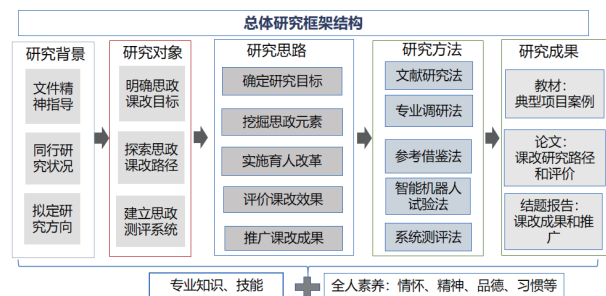 总体研究框架结构
研究背景
文件精
神指导
同行研
究状况
拟定研
究方向
研究对象
明确思政
课改目标
探索思政
课改路径
建立思政
测评系统
研究思路
确定研究目标
挖掘思政元素
实施育人改革
评价课改效果
推广课改成果
研究方法
文献研究法
专业调研法
参考借鉴法
智能机器人
试验法
系统测评法
研究成果
教材：
典型项目案例
论文：
课改研究路径
和评价
结题报告：
课改成果和推
广
专业知识、技能
全人素养：情怀、精神、品德、习惯等